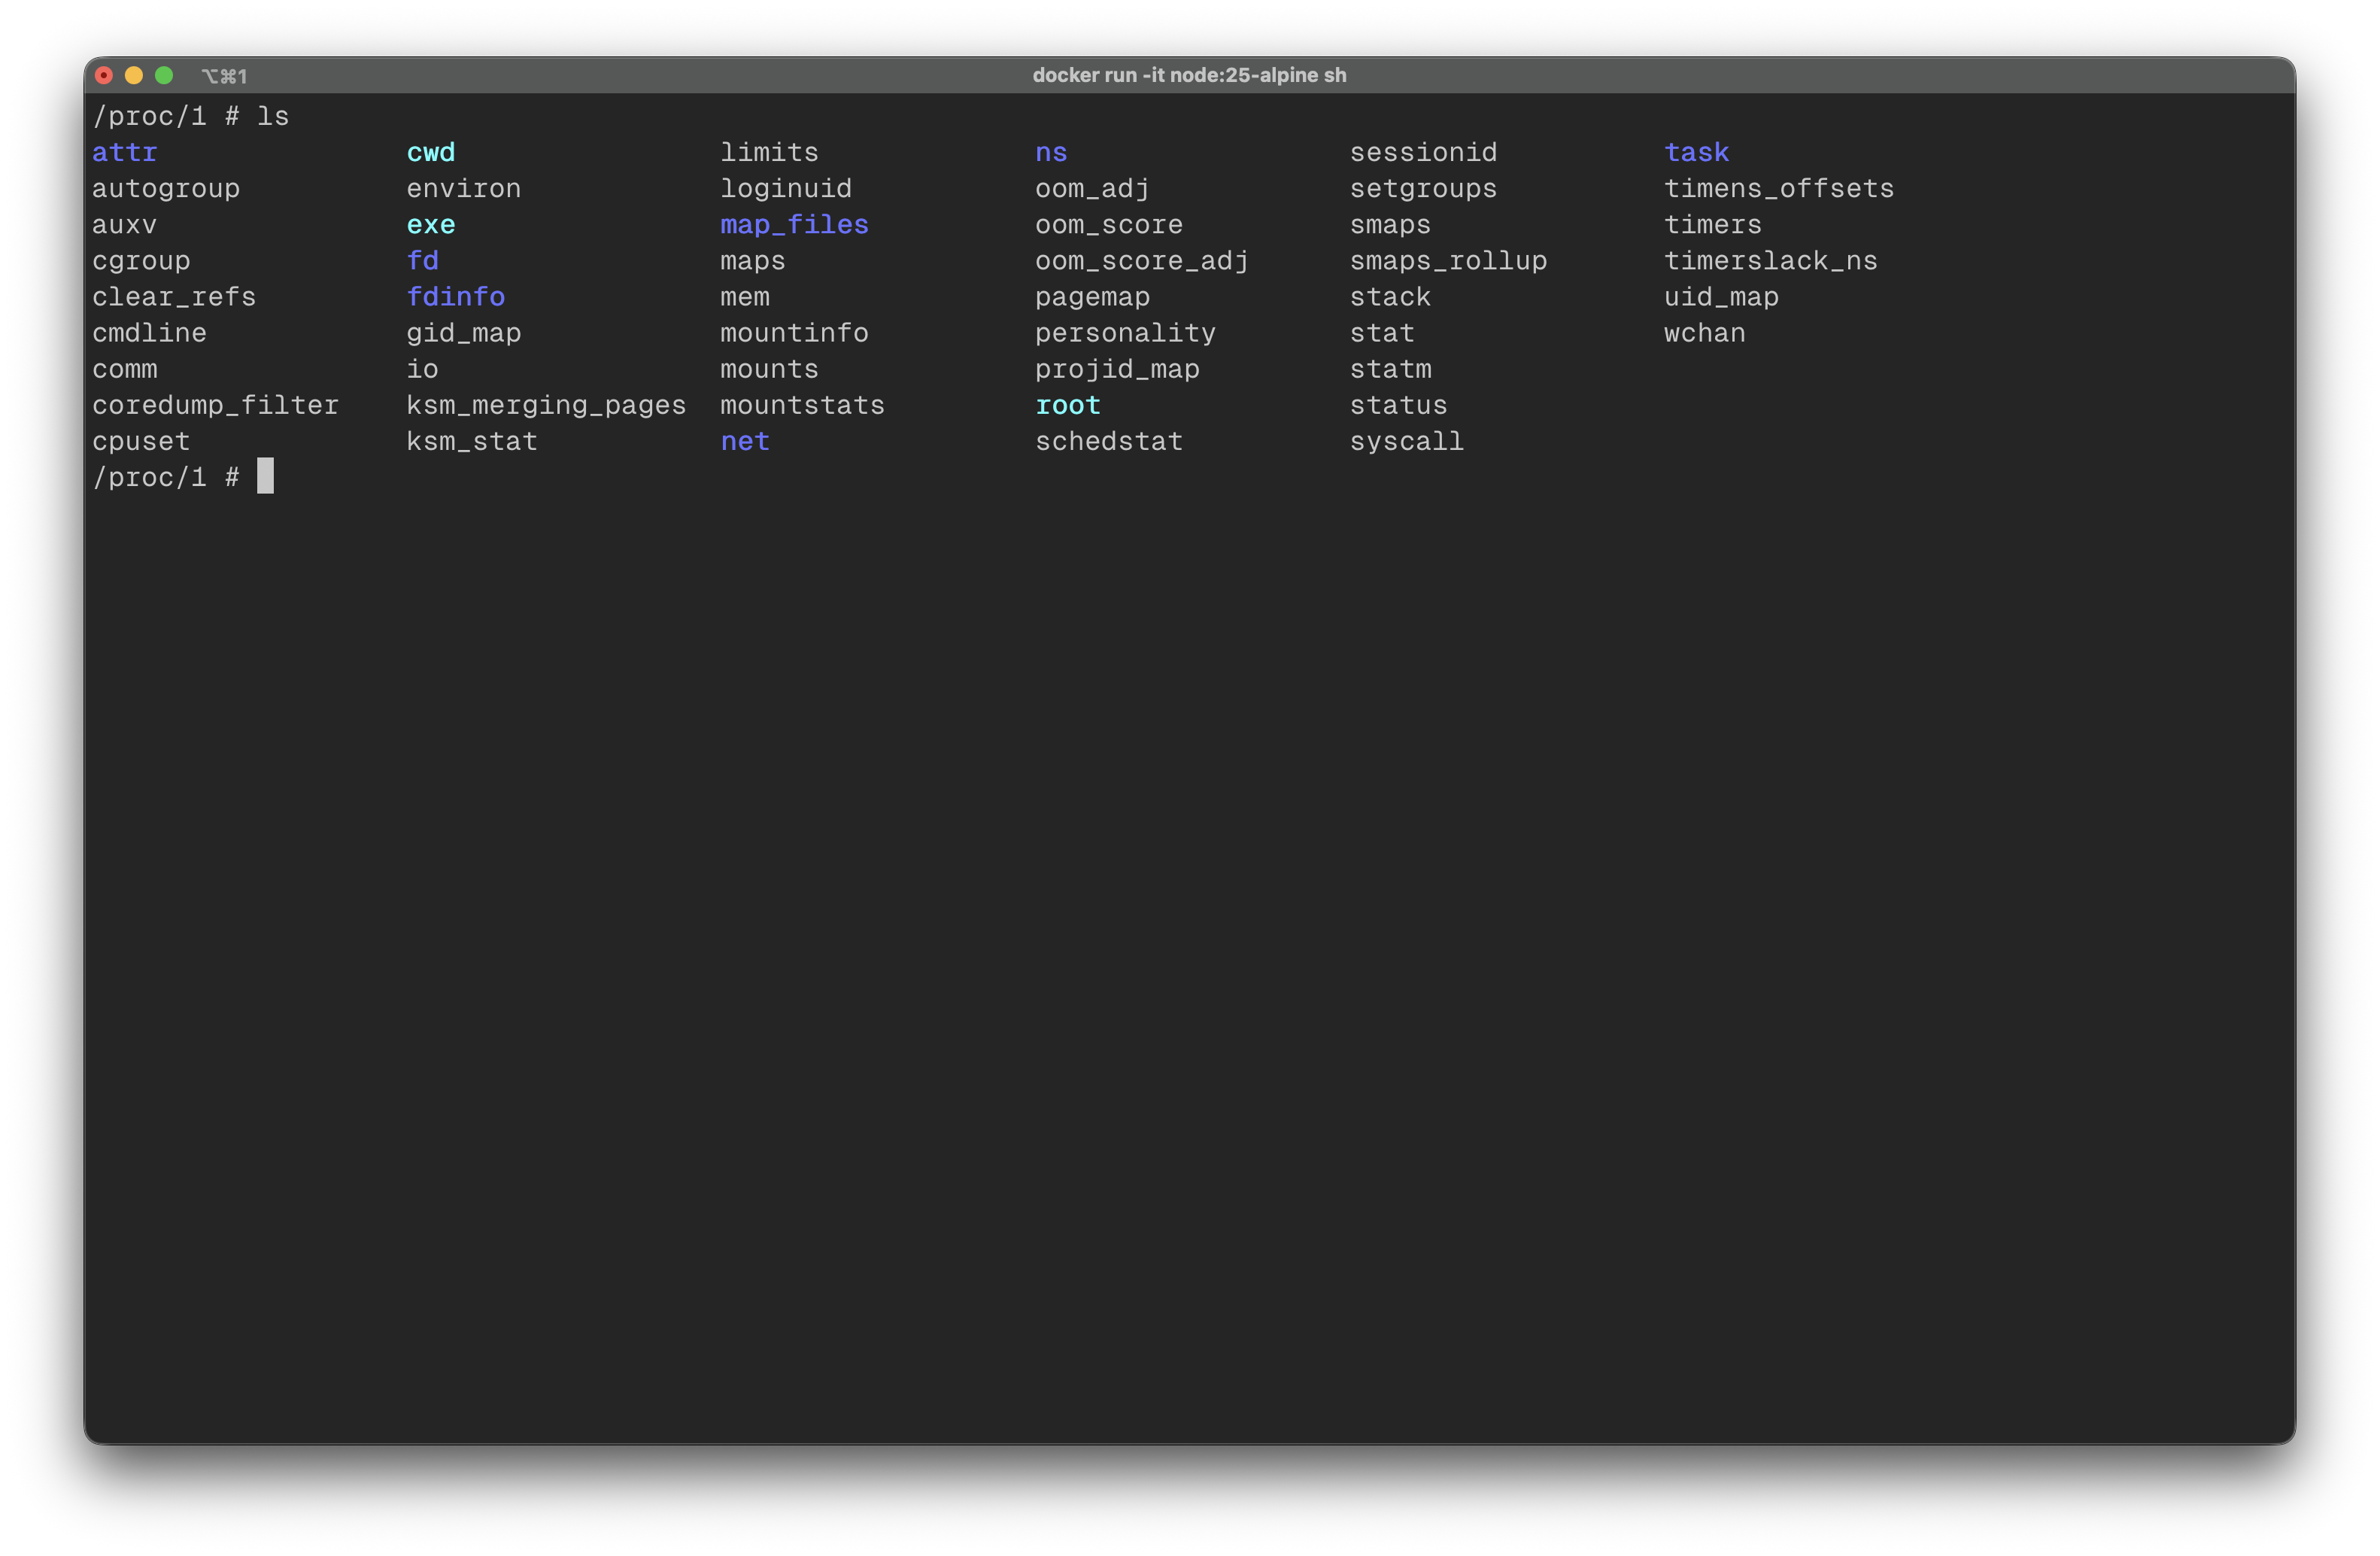 ⌥⌘1 docker run -it node:25-alpine sh
/proc/1 # ls
attr cwd limits ns sessionid task
autogroup environ loginuid oom_adj setgroups timens_offsets
auxv exe map_files oom_score smaps timers
cgroup fd maps oom_score_adj smaps_rollup timerslack_ns
clear_refs fdinfo mem pagemap stack uid_map
cmdline gid_map mountinfo personality stat wchan
comm io mounts projid_map statm
coredump_filter ksm_merging_pages mountstats root status
cpuset ksm_stat net schedstat syscall
/proc/1 #